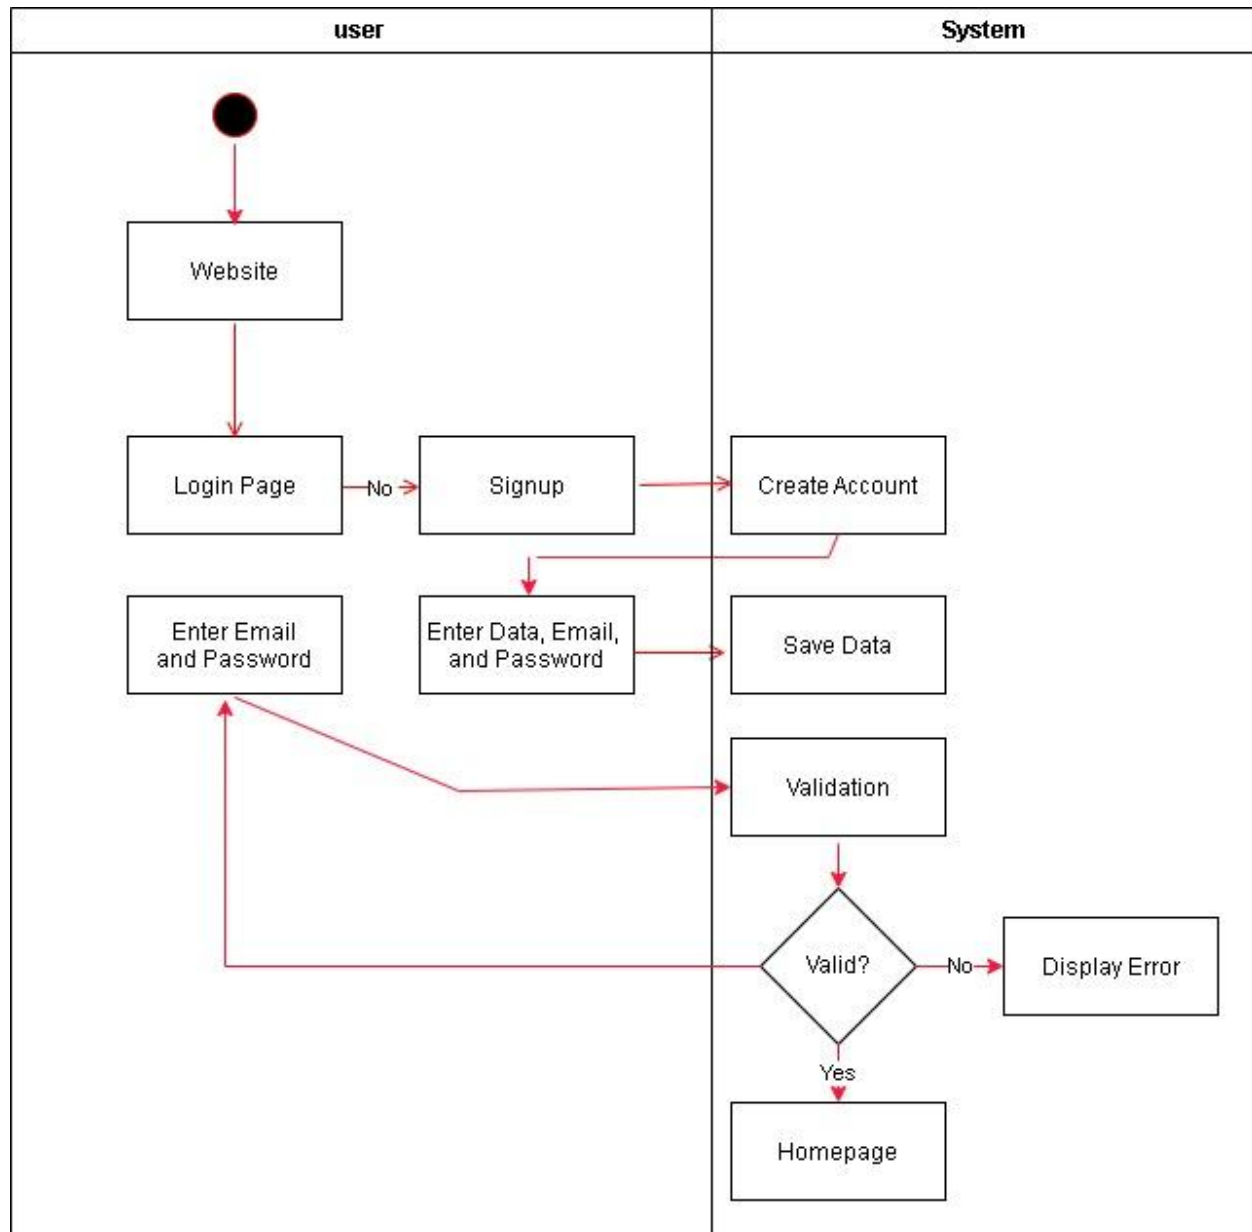 user
System
Website
Login Page
No
Signup
Create Account
Enter Email
and Password
Enter Data, Email,
and Password
Save Data
Validation
Valid?
No
Display Error
Yes
Homepage